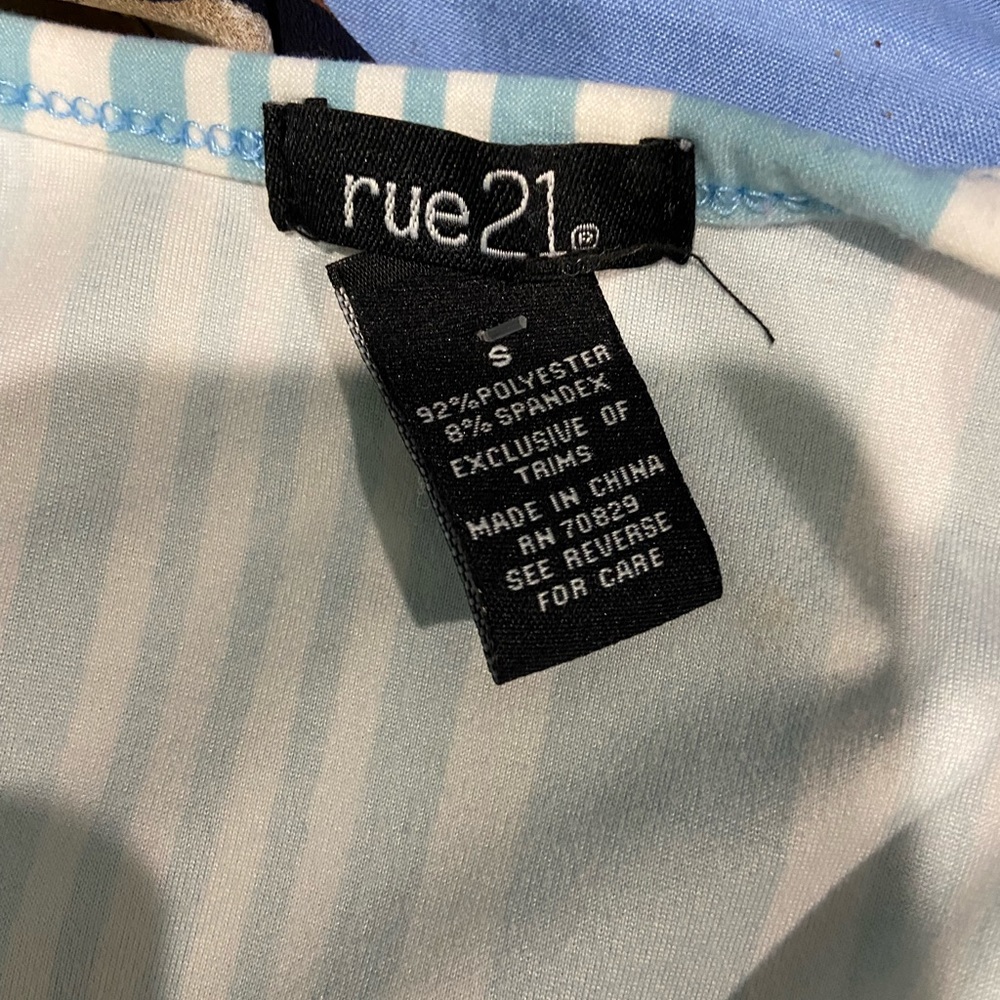 rue21®
S
92%POLYESTER
8% SPANDEX
EXCLUSIVE OF
TRIMS
MADE IN CHINA
RN 70829
SEE REVERSE
FOR CARE